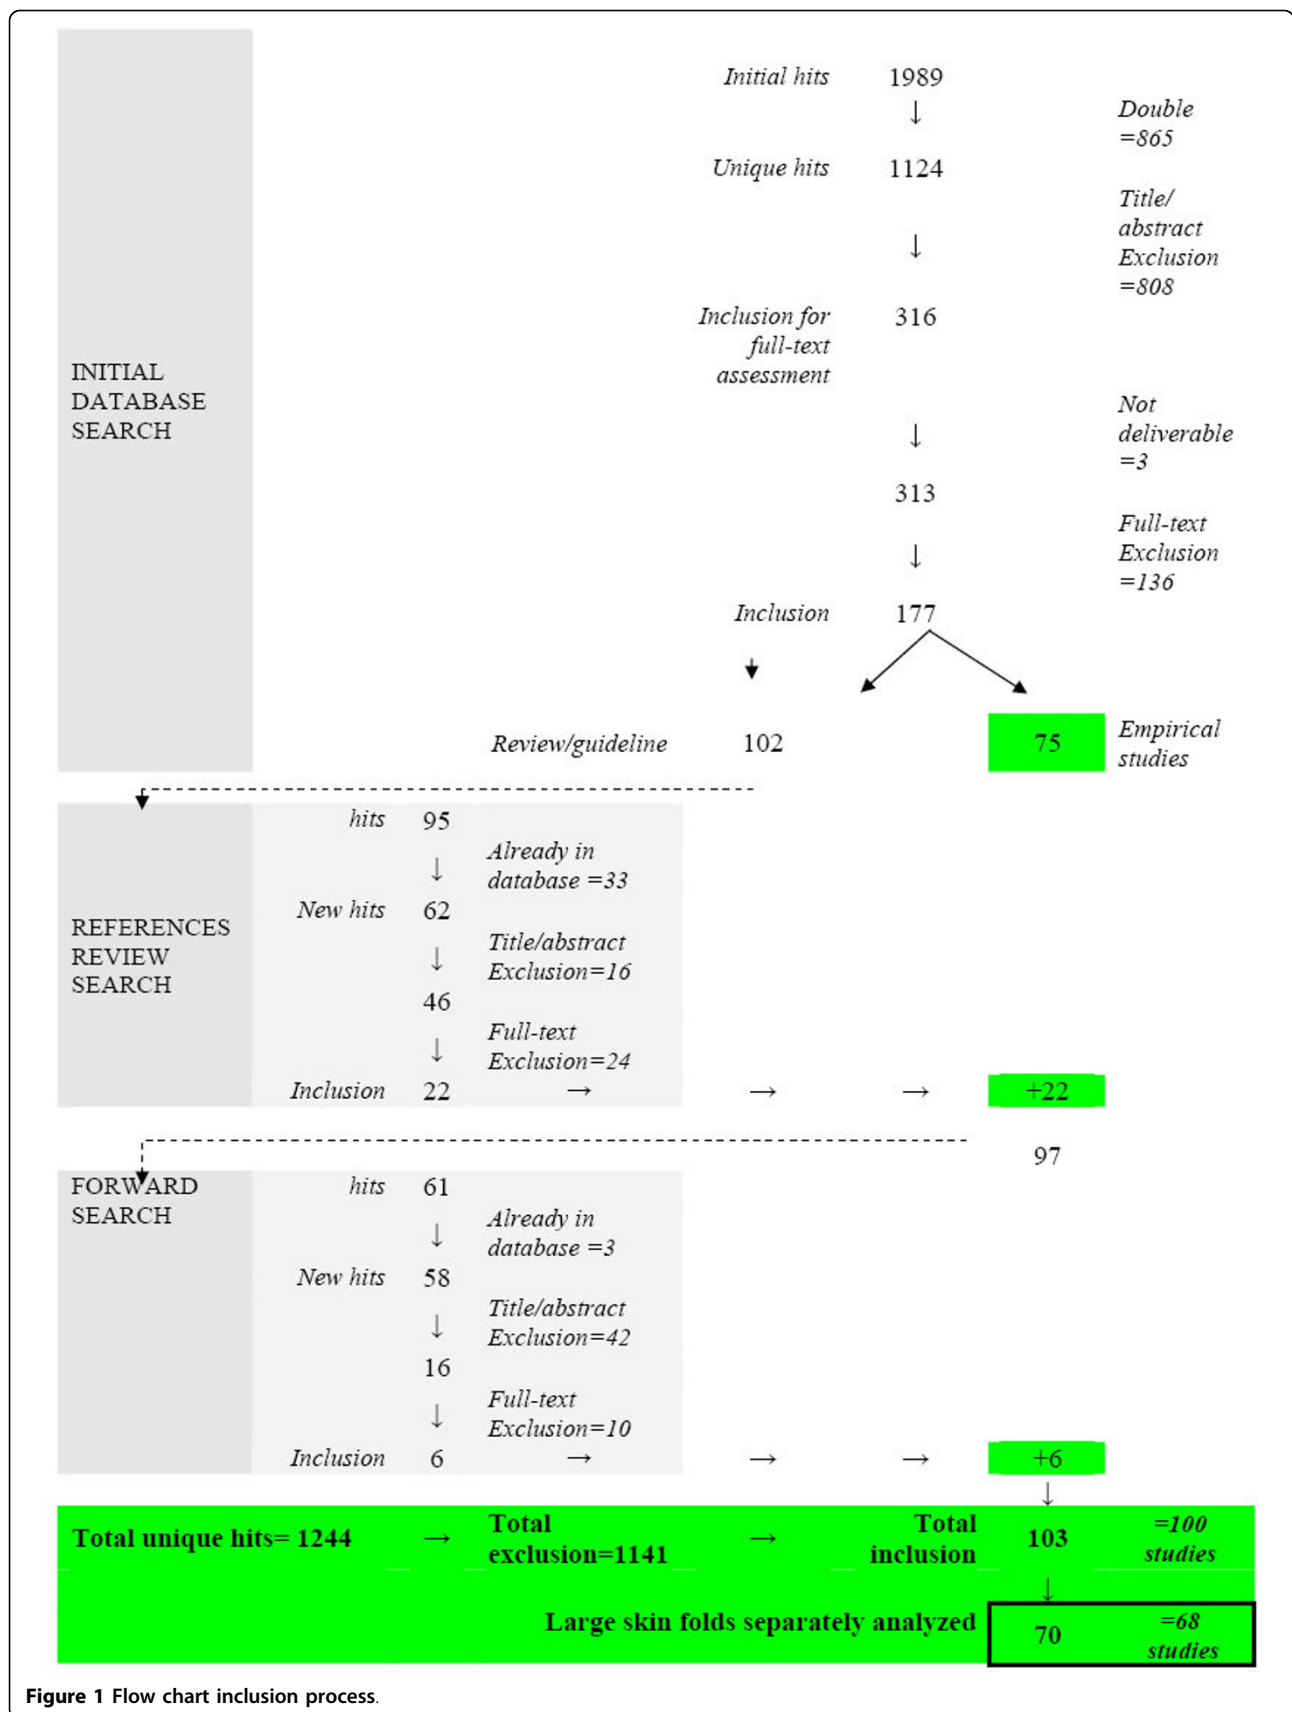 Initial hits 1989
↓
Double
=865
Unique hits 1124
Title/
abstract
Exclusion
=808
↓
Inclusion for
full-text
assessment
316
Not
deliverable
=3
↓
313
Full-text
Exclusion
=136
↓
Inclusion 177
INITIAL
DATABASE
SEARCH
Review/guideline 102
75
Empirical
studies
REFERENCES
REVIEW
SEARCH
hits 95
↓
Already in
database =33
New hits 62
↓
Title/abstract
Exclusion=16
46
↓
Full-text
Exclusion=24
Inclusion 22 → → → +22
97
FORWARD
SEARCH
hits 61
↓
Already in
database =3
New hits 58
↓
Title/abstract
Exclusion=42
16
↓
Full-text
Exclusion=10
Inclusion 6 → → → +6
↓
Total unique hits= 1244 →
Total
exclusion=1141
→
Total
inclusion
103
=100
studies
↓
Large skin folds separately analyzed
70
=68
studies
Figure 1 Flow chart inclusion process.